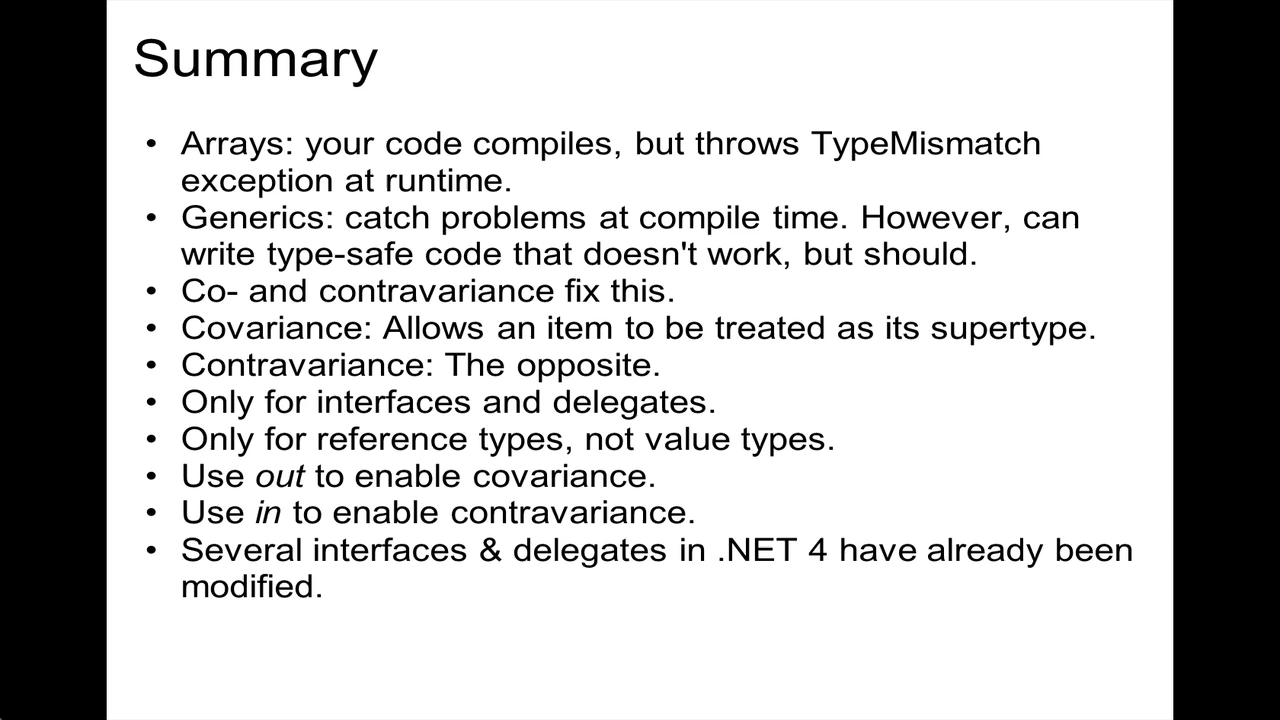 Summary
• Arrays: your code compiles, but throws TypeMismatch
exception at runtime.
• Generics: catch problems at compile time. However, can
write type-safe code that doesn't work, but should.
• Co- and contravariance fix this.
• Covariance: Allows an item to be treated as its supertype.
• Contravariance: The opposite.
• Only for interfaces and delegates.
• Only for reference types, not value types.
• Use out to enable covariance.
• Use in to enable contravariance.
• Several interfaces & delegates in .NET 4 have already been
modified.